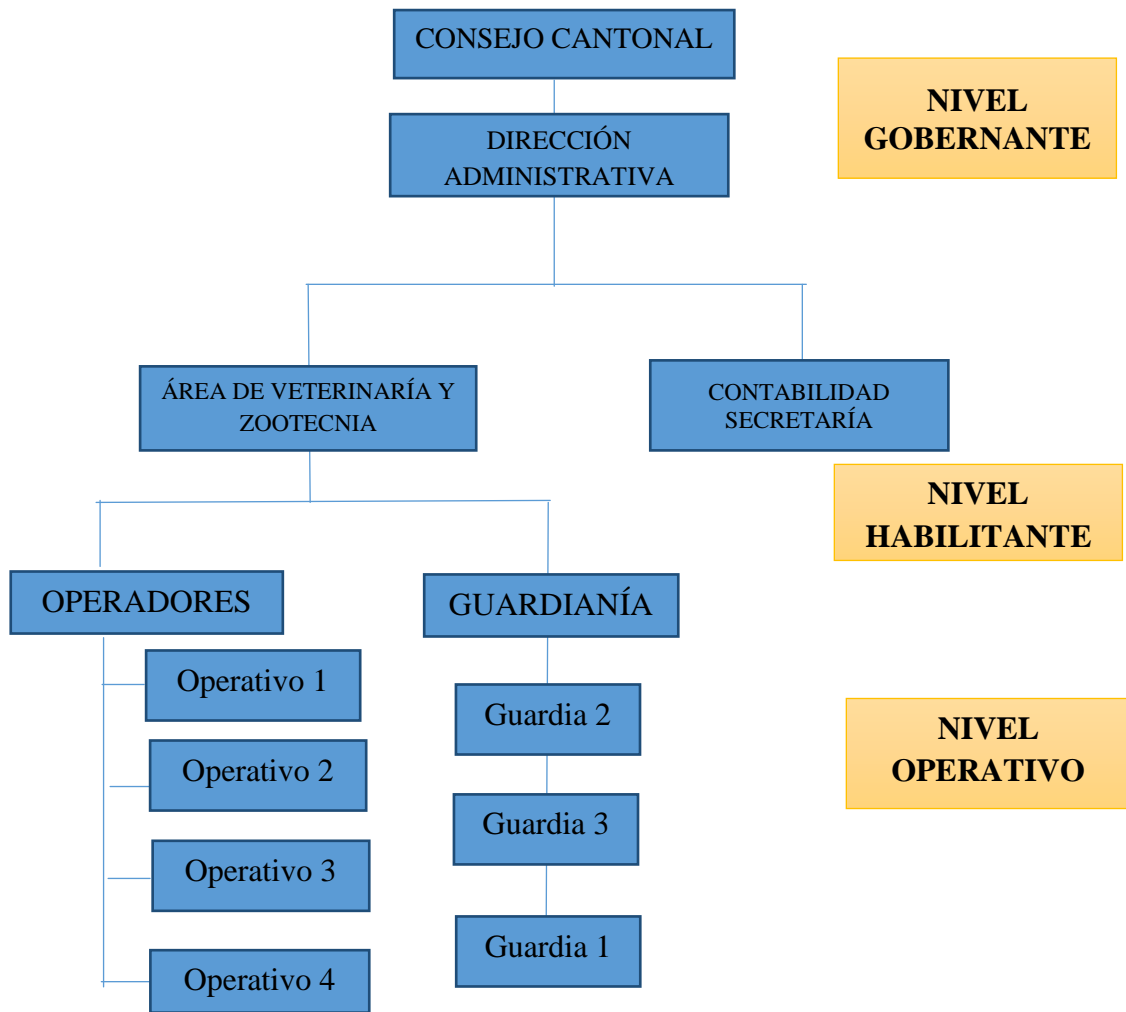 CONSEJO CANTONAL
NIVEL
GOBERNANTE
DIRECCIÓN
ADMINISTRATIVA
ÁREA DE VETERINARÍA Y
ZOOTECNIA
CONTABILIDAD
SECRETARÍA
NIVEL
HABILITANTE
OPERADORES
GUARDIANÍA
Operativo 1
Operativo 2
Operativo 3
Operativo 4
Guardia 2
Guardia 3
Guardia 1
NIVEL
OPERATIVO